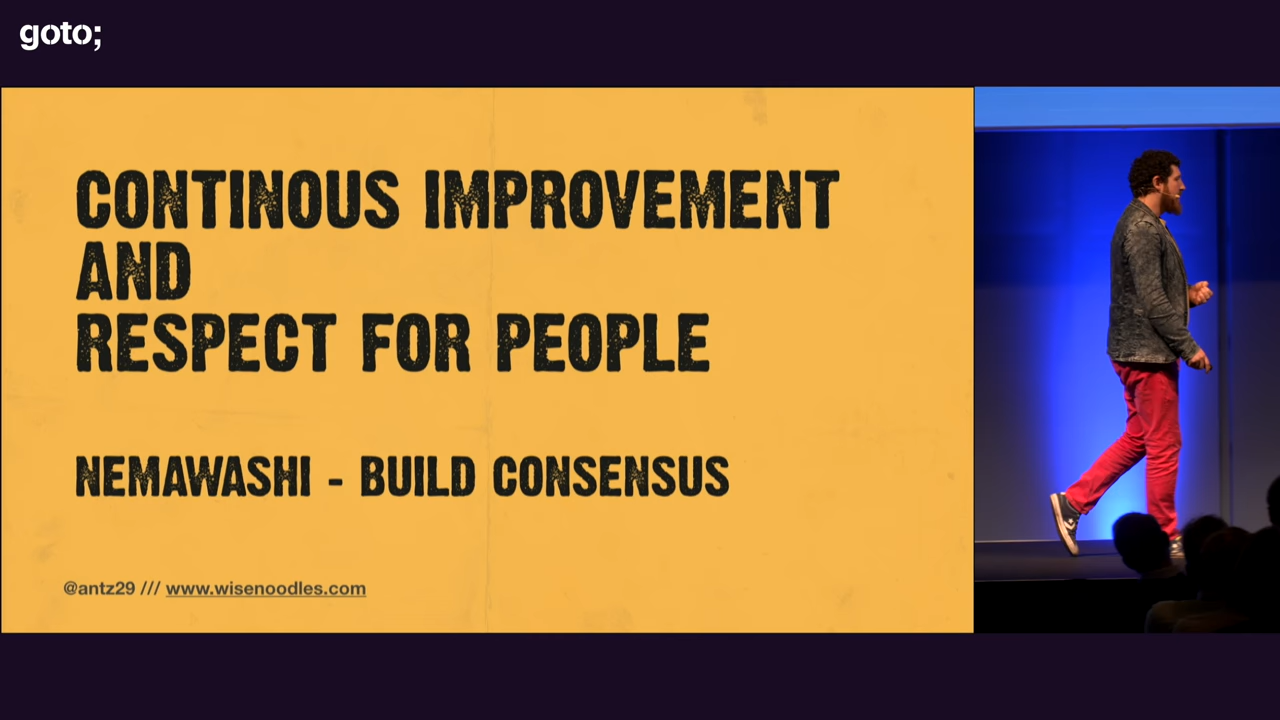 goto;
CONTINOUS IMPROVEMENT
AND
RESPECT FOR PEOPLE
NEMAWASHI - BUILD CONSENSUS
@antz29 /// www.wisenoodles.com